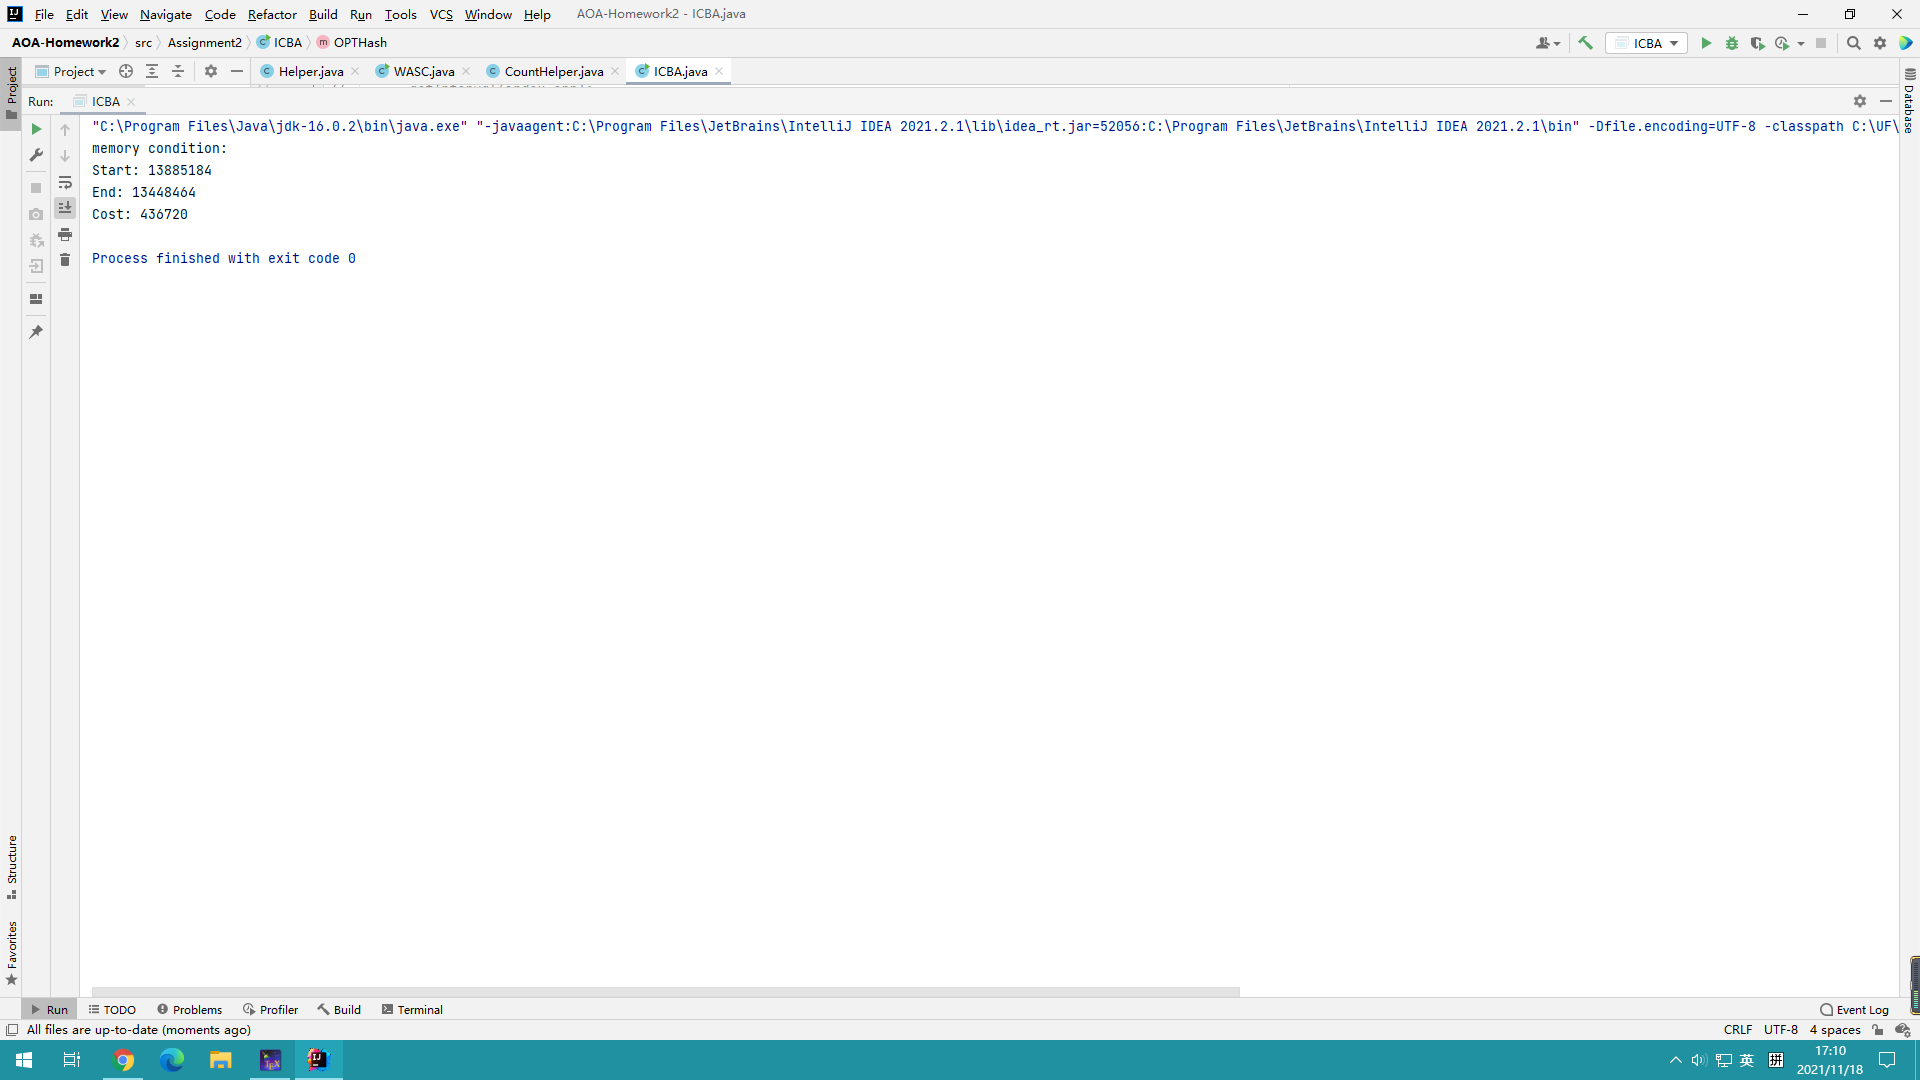 File Edit View Navigate Code Refactor Build Run Tools VCS Window Help AOA-Homework2 - ICBA.java
AOA-Homework2 src Assignment2 ICBA OPTHash ICBA
Project Helper.java WASC.java CountHelper.java ICBA.java
Project
Database
Run: ICBA
"C:\Program Files\Java\jdk-16.0.2\bin\java.exe" "-javaagent:C:\Program Files\JetBrains\IntelliJ IDEA 2021.2.1\lib\idea_rt.jar=52056:C:\Program Files\JetBrains\IntelliJ IDEA 2021.2.1\bin" -Dfile.encoding=UTF-8 -classpath C:\UF\
memory condition:
Start: 13885184
End: 13448464
Cost: 436720
Process finished with exit code 0
Structure
Favorites
Run TODO Problems Profiler Build Terminal Event Log
All files are up-to-date (moments ago) CRLF UTF-8 4 spaces
英 拼 17:10
2021/11/18